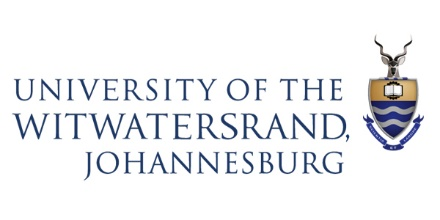 UNIVERSITY OF THE
WITWATERSRAND,
JOHANNESBURG